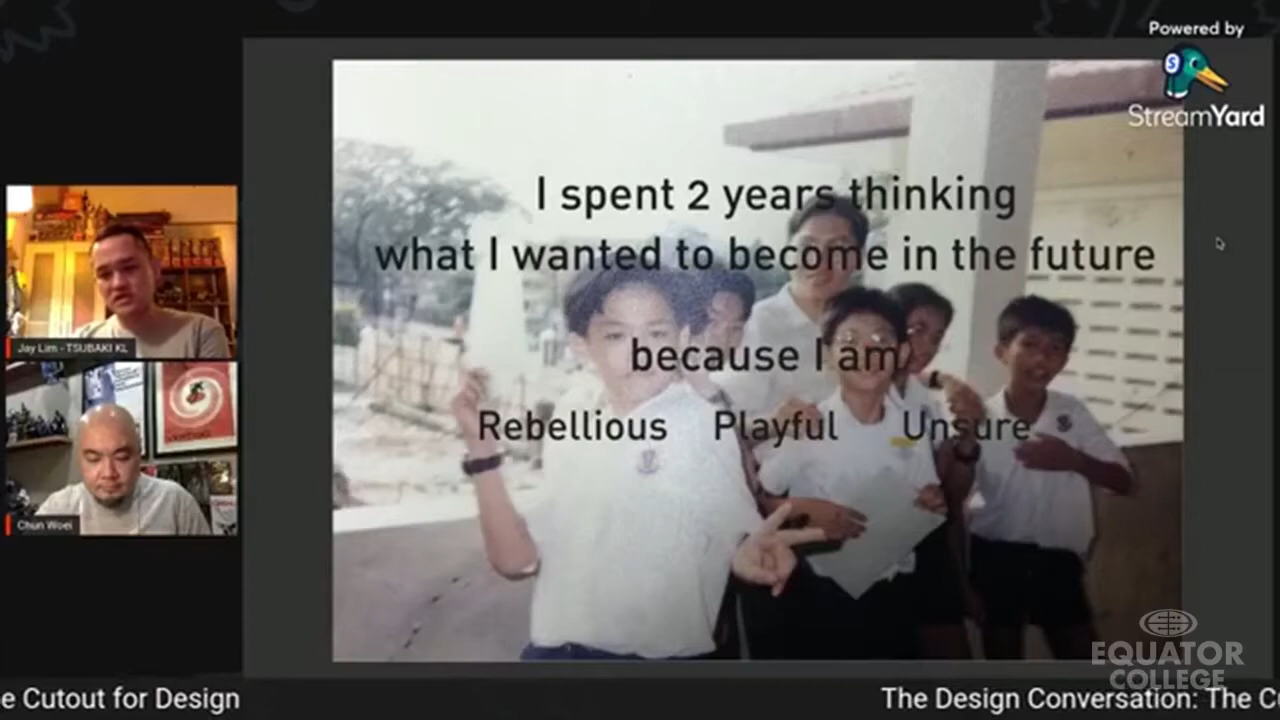 Powered by
StreamYard
I spent 2 years thinking
what I wanted to become in the future
because I am
Rebellious Playful Unsure
Jay Lim - TSUBAKI KL
Chun Woei
EQUATOR
COLLEGE
e Cutout for Design
The Design Conversation: The C